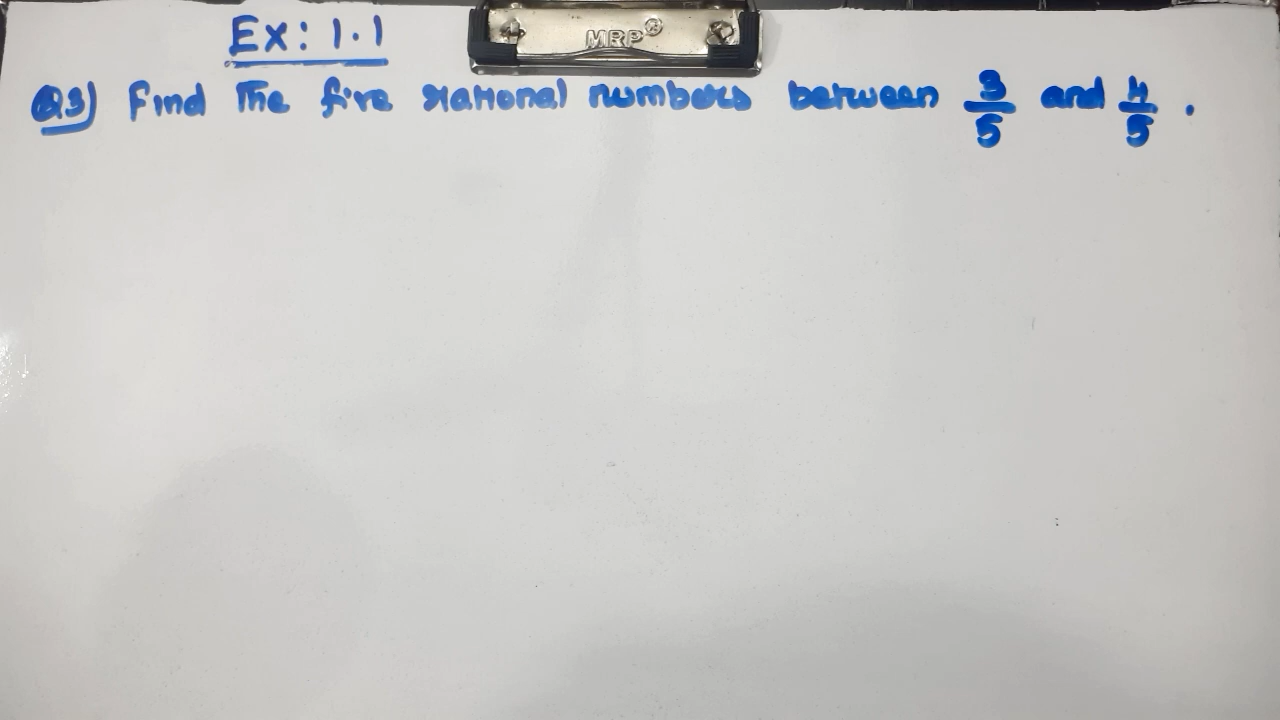 Ex: 1.1
MRP®
Q3) Find The five rational numbers between 3/5 and 4/5 .